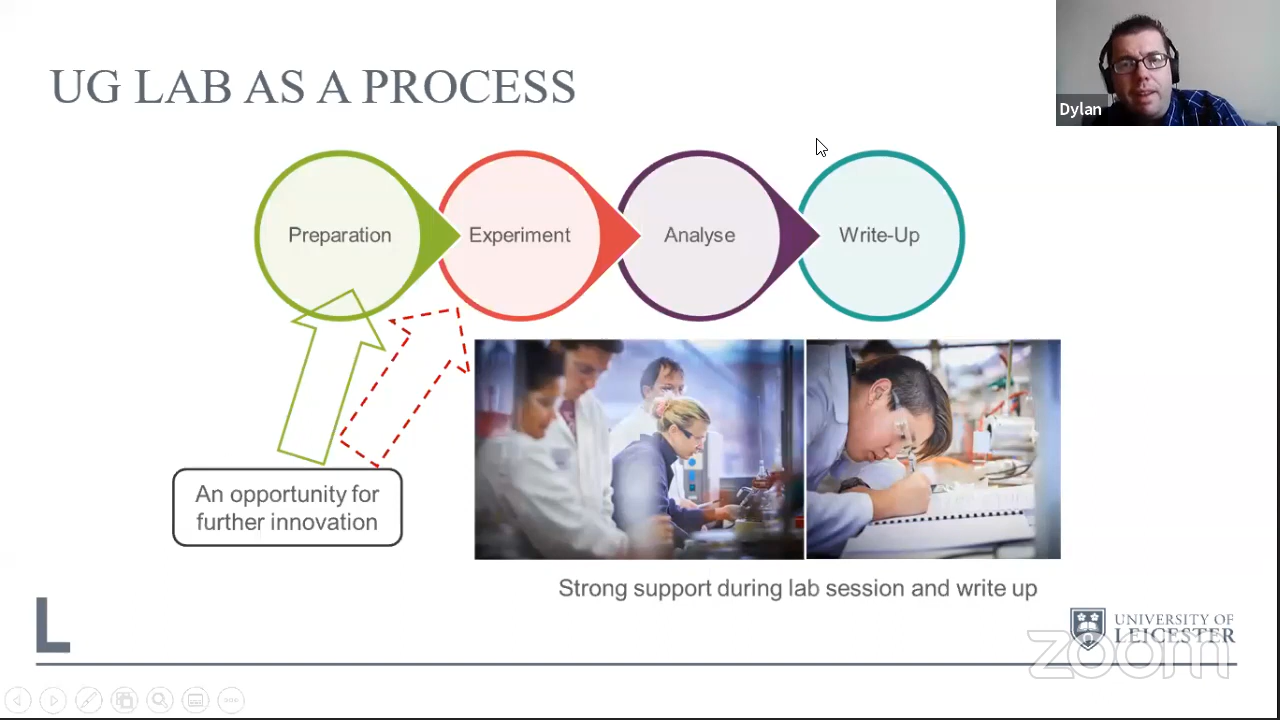 UG LAB AS A PROCESS
Dylan
Preparation
Experiment
Analyse
Write-Up
An opportunity for
further innovation
Strong support during lab session and write up
UNIVERSITY OF
LEICESTER
zoom
L